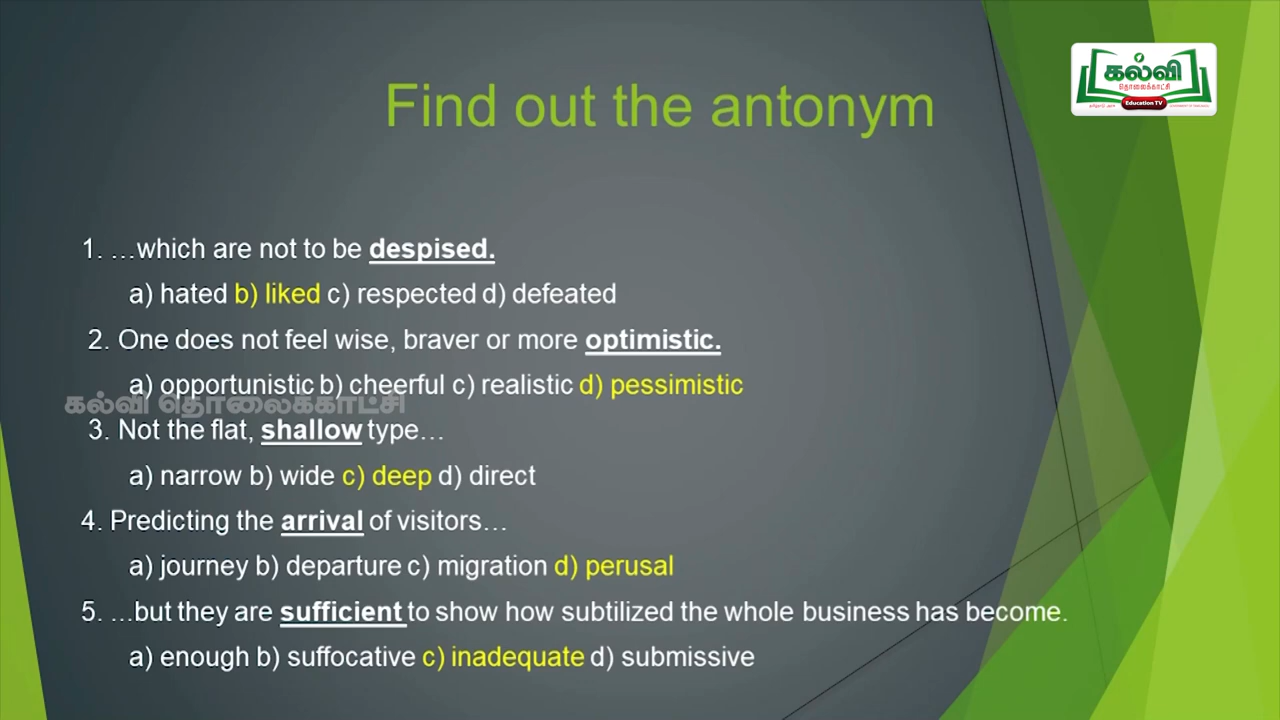 Find out the antonym
கல்வி
தொலைக்காட்சி
Education TV
1. …which are not to be despised.
a) hated b) liked c) respected d) defeated
2. One does not feel wise, braver or more optimistic.
a) opportunistic b) cheerful c) realistic d) pessimistic
கல்வி தொலைக்காட்சி
3. Not the flat, shallow type…
a) narrow b) wide c) deep d) direct
4. Predicting the arrival of visitors…
a) journey b) departure c) migration d) perusal
5. …but they are sufficient to show how subtilized the whole business has become.
a) enough b) suffocative c) inadequate d) submissive